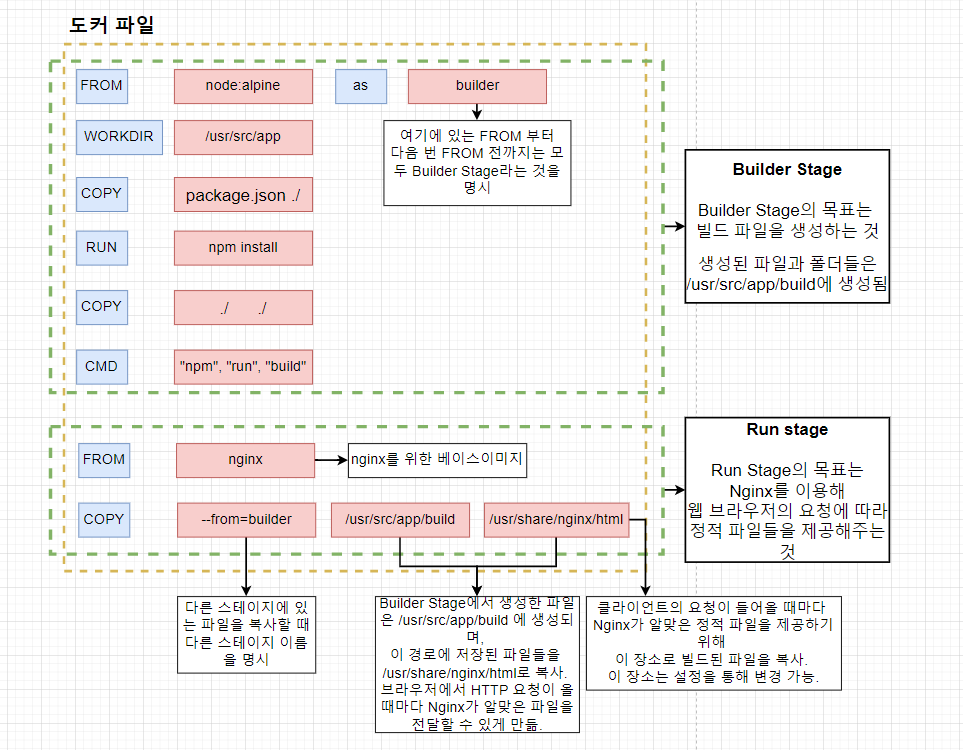 도커 파일
FROM node:alpine as builder
여기에 있는 FROM 부터
다음 번 FROM 전까지는 모
두 Builder Stage라는 것을
명시
WORKDIR /usr/src/app
COPY package.json ./
RUN npm install
COPY ./ ./
CMD "npm", "run", "build"
Builder Stage
Builder Stage의 목표는
빌드 파일을 생성하는 것
생성된 파일과 폴더들은
/usr/src/app/build에 생성됨
FROM nginx
nginx를 위한 베이스이미지
COPY --from=builder /usr/src/app/build /usr/share/nginx/html
Run stage
Run Stage의 목표는
Nginx를 이용해
웹 브라우저의 요청에 따라
정적 파일들을 제공해주는
것
다른 스테이지에 있
는 파일을 복사할 때
다른 스테이지 이름
을 명시
Builder Stage에서 생성한 파일
은 /usr/src/app/build 에 생성되
며,
이 경로에 저장된 파일들을
/usr/share/nginx/html로 복사.
브라우저에서 HTTP 요청이 올
때마다 Nginx가 알맞은 파일을
전달할 수 있게 만듦.
클라이언트의 요청이 들어올 때마다
Nginx가 알맞은 정적 파일을 제공하기
위해
이 장소로 빌드된 파일을 복사.
이 장소는 설정을 통해 변경 가능.